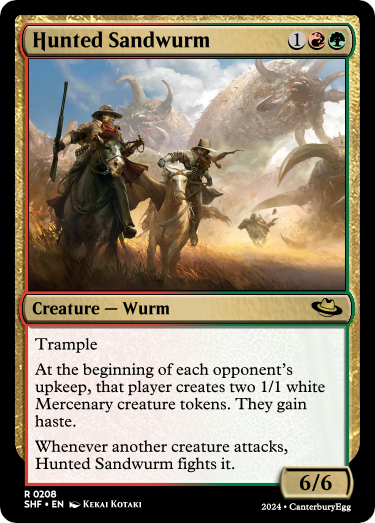 Hunted Sandwurm 1
Creature — Wurm
Trample
At the beginning of each opponent's
upkeep, that player creates two 1/1 white
Mercenary creature tokens. They gain
haste.
Whenever another creature attacks,
Hunted Sandwurm fights it.
6/6
R 0208
SHF • EN Kekai Kotaki
2024 • CanterburyEgg